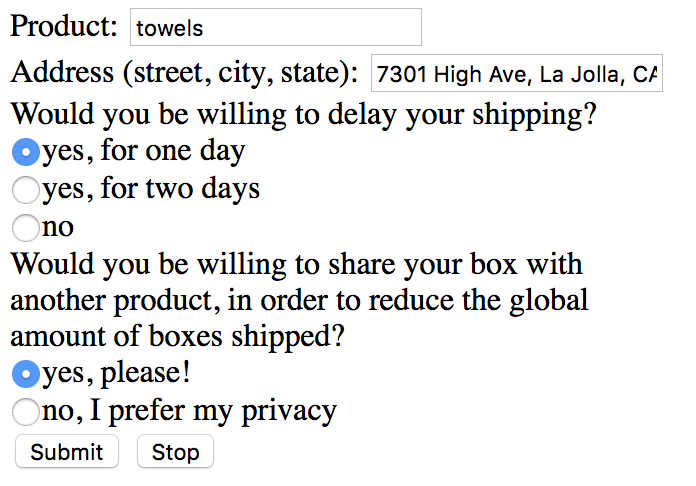 Product: towels
Address (street, city, state): 7301 High Ave, La Jolla, CA
Would you be willing to delay your shipping?
yes, for one day
yes, for two days
no
Would you be willing to share your box with
another product, in order to reduce the global
amount of boxes shipped?
yes, please!
no, I prefer my privacy
Submit Stop